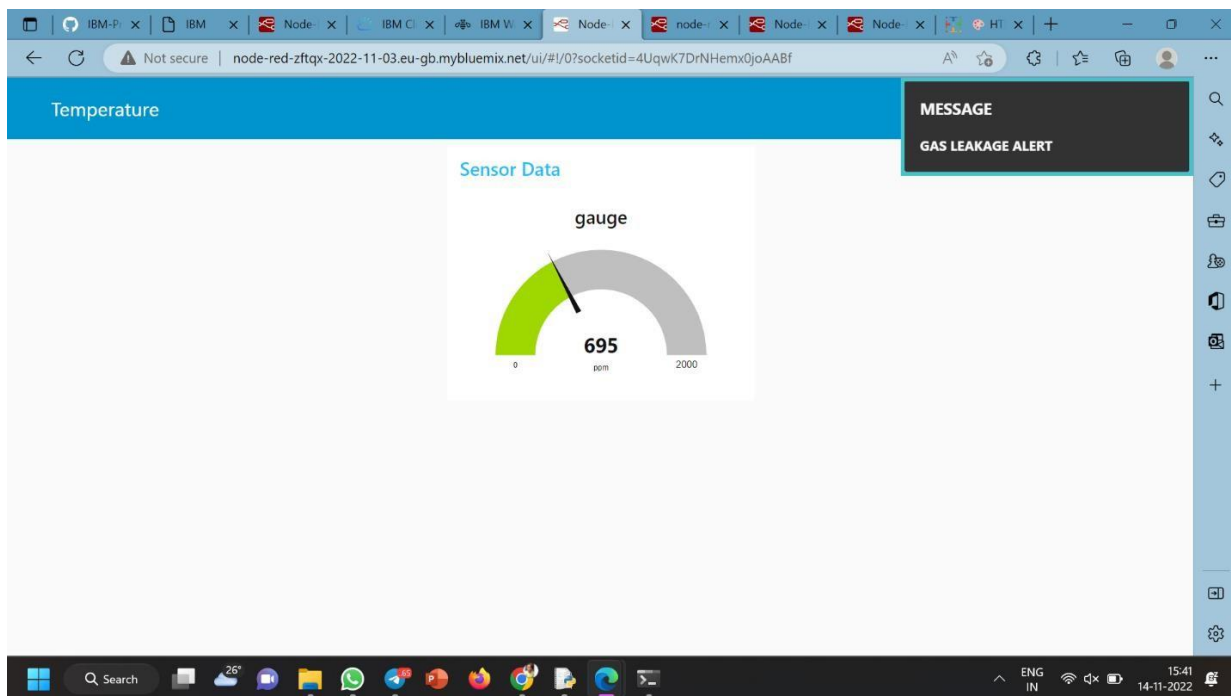 IBM-Pr
IBM
Node-
IBM Cl
IBM W
Node-
node-r
Node-
Node-
HT
Not secure
node-red-zftqx-2022-11-03.eu-gb.mybluemix.net/ui/#!/0?socketid=4UqwK7DrNHemx0joAABf
Temperature
MESSAGE
GAS LEAKAGE ALERT
Sensor Data
gauge
695
0
ppm
2000
Search
26°
65
ENG
IN
15:41
14-11-2022